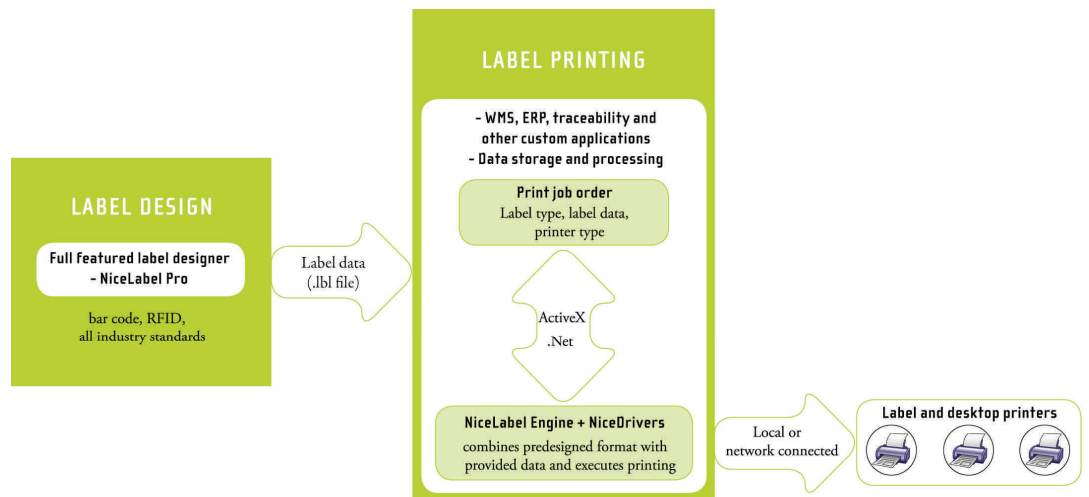 LABEL DESIGN
Full featured label designer
- NiceLabel Pro
bar code, RFID,
all industry standards
Label data
(.lbl file)
LABEL PRINTING
- WMS, ERP, traceability and
other custom applications
- Data storage and processing
Print job order
Label type, label data,
printer type
ActiveX
.Net
NiceLabel Engine + NiceDrivers
combines predesigned format with
provided data and executes printing
Local or
network connected
Label and desktop printers